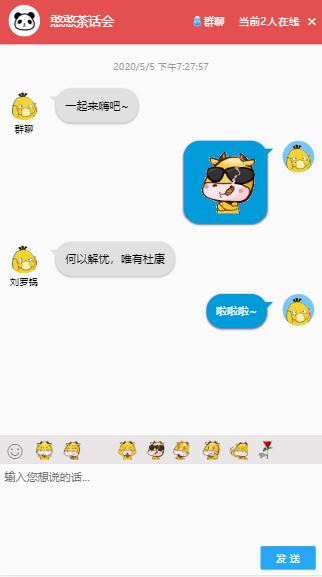 憨憨茶话会
群聊 当前2人在线 ×
2020/5/5 下午7:27:57
一起来嗨吧~
群聊
何以解忧，唯有杜康
刘罗锅
啦啦啦~
输入您想说的话...
发 送